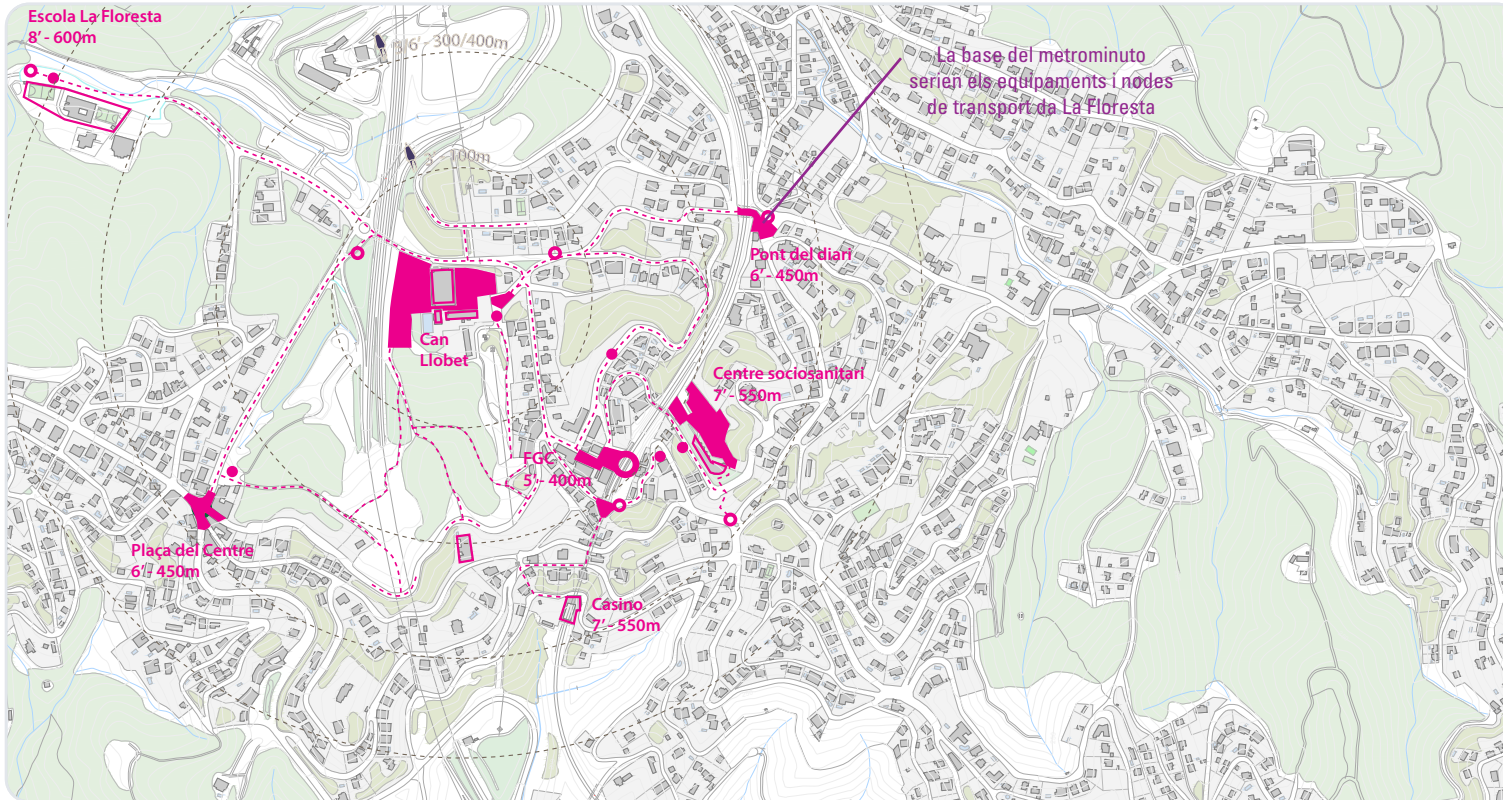 Escola La Floresta
8’ - 600m
/6’ - 300/400m
La base del metrominuto
serien els equipaments i nodes
de transport da La Floresta
- 100m
Pont del diari
6’ - 450m
Can
Llobet
Centre sociosanitari
7’ - 550m
FGC
5’ - 400m
Plaça del Centre
6’ - 450m
Casino
7’ - 550m